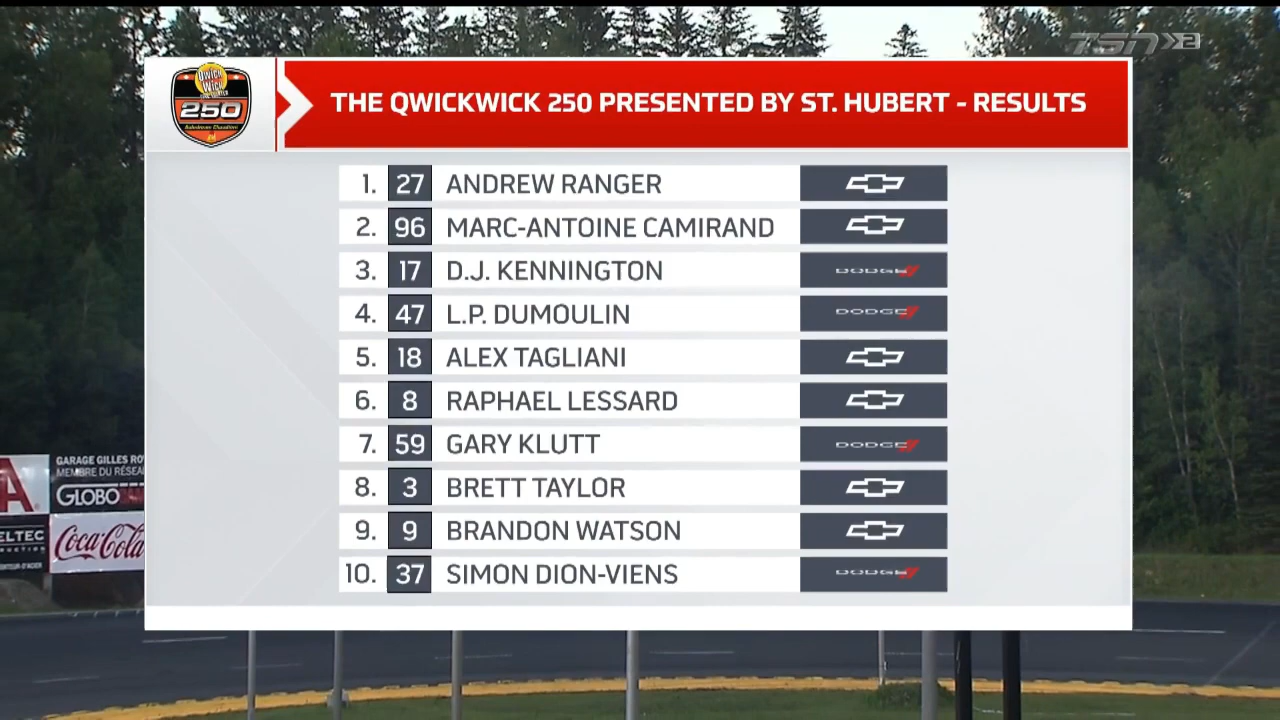 TSN 2
Qwick
Wick
250
THE QWICKWICK 250 PRESENTED BY ST. HUBERT - RESULTS
1. 27 ANDREW RANGER
2. 96 MARC-ANTOINE CAMIRAND
3. 17 D.J. KENNINGTON DODGE
4. 47 L.P. DUMOULIN DODGE
5. 18 ALEX TAGLIANI
6. 8 RAPHAEL LESSARD
7. 59 GARY KLUTT DODGE
8. 3 BRETT TAYLOR
9. 9 BRANDON WATSON
10. 37 SIMON DION-VIENS DODGE
GARAGE GILLES
MEMBRE DU
GLOBO
Coca-Cola